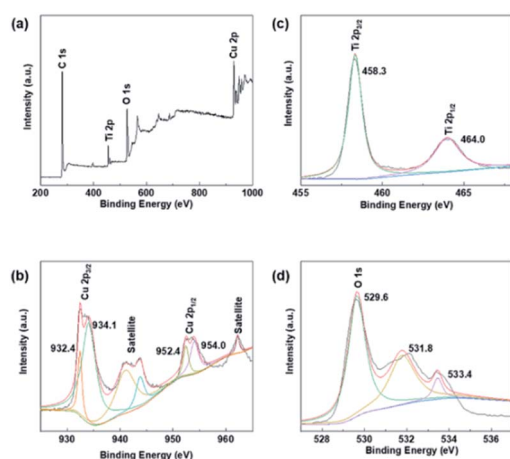 (a)
C 1s
Ti 2p
O 1s
Cu 2p
Intensity (a.u.)
200 400 600 800 1000
Binding Energy (eV)
(c)
Ti 2p3/2
458.3
Ti 2p1/2
464.0
Intensity (a.u.)
455 460 465
Binding Energy (eV)
(b)
Cu 2p3/2
934.1
932.4
Satellite
Cu 2p1/2
952.4
954.0
Satellite
Intensity (a.u.)
930 940 950 960
Binding Energy (eV)
(d)
O 1s
529.6
531.8
533.4
Intensity (a.u.)
528 530 532 534 536
Binding Energy (eV)